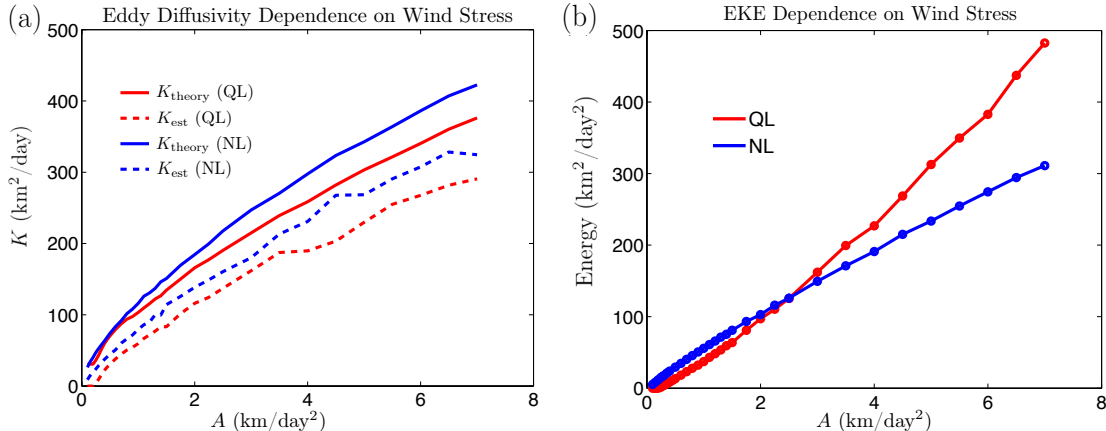 (a)
Eddy Diffusivity Dependence on Wind Stress
500
400
300
200
100
0
0 2 4 6 8
K (km²/day)
A (km/day²)
K_theory (QL)
K_est (QL)
K_theory (NL)
K_est (NL)
(b)
EKE Dependence on Wind Stress
500
400
300
200
100
0
0 2 4 6 8
Energy (km²/day²)
A (km/day²)
QL
NL